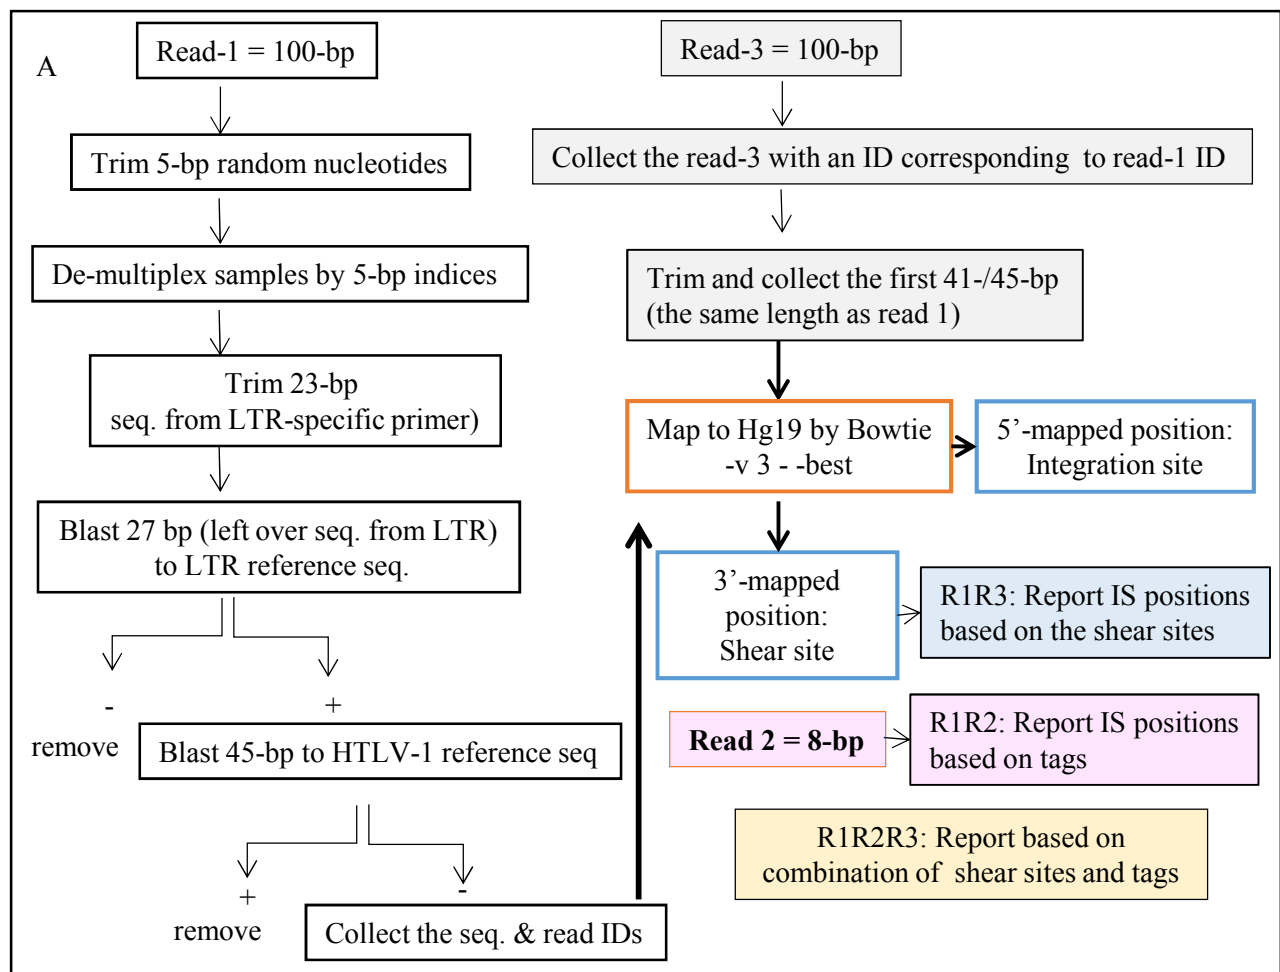 A
Read-1 = 100-bp
Trim 5-bp random nucleotides
De-multiplex samples by 5-bp indices
Trim 23-bp
seq. from LTR-specific primer)
Blast 27 bp (left over seq. from LTR)
to LTR reference seq.
-
remove
+
Blast 45-bp to HTLV-1 reference seq
+
remove
-
Collect the seq. & read IDs
Read-3 = 100-bp
Collect the read-3 with an ID corresponding to read-1 ID
Trim and collect the first 41-/45-bp
(the same length as read 1)
Map to Hg19 by Bowtie
-v 3 - -best
5’-mapped position:
Integration site
3’-mapped
position:
Shear site
R1R3: Report IS positions
based on the shear sites
Read 2 = 8-bp
R1R2: Report IS positions
based on tags
R1R2R3: Report based on
combination of shear sites and tags